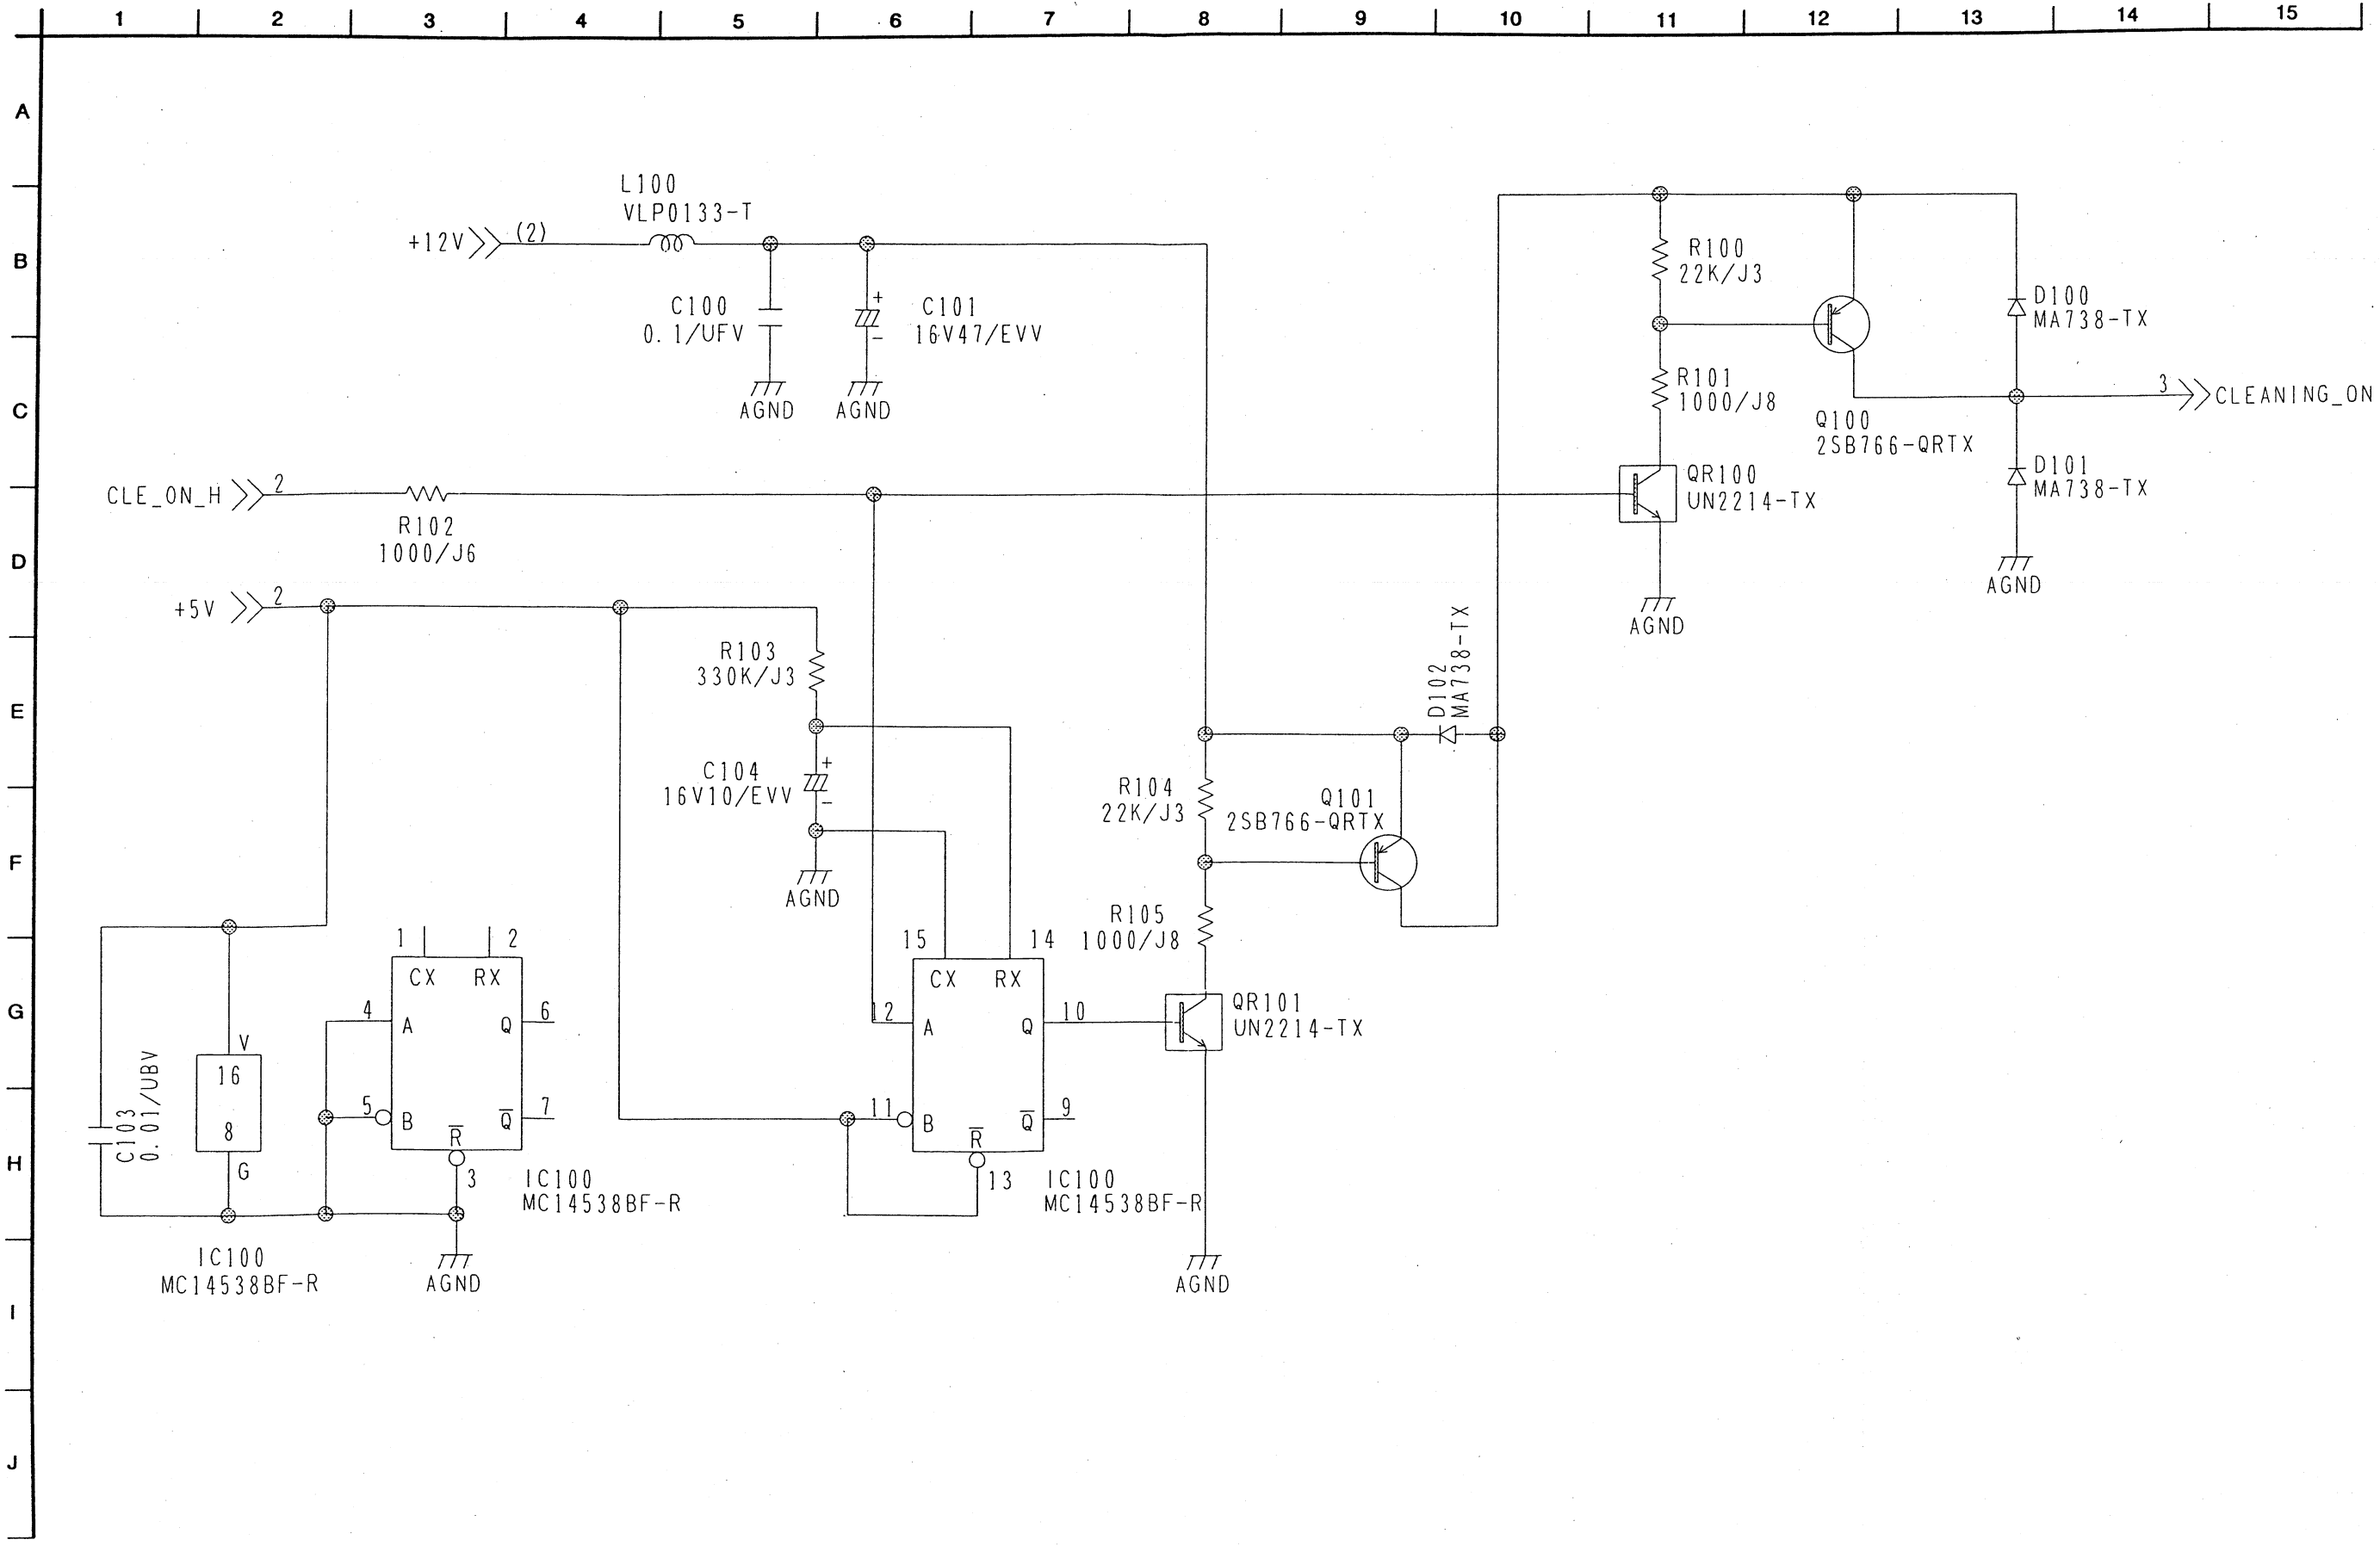 1 2 3 4 5 6 7 8 9 10 11 12 13 14 15
A
B
C
D
E
F
G
H
I
J
L100
VLP0133-T
+12V
(2)
C100
0.1/UFV
+
C101
16V47/EVV
-
AGND
AGND
R100
22K/J3
D100
MA738-TX
R101
1000/J8
Q100
2SB766-QRTX
3
CLEANING_ON
CLE_ON_H
2
R102
1000/J6
QR100
UN2214-TX
D101
MA738-TX
AGND
AGND
+5V
2
R103
330K/J3
D102
MA738-TX
C104
16V10/EVV
+
-
AGND
R104
22K/J3
Q101
2SB766-QRTX
R105
1000/J8
1
2
CX
RX
4
A
Q
6
5
B
Q
7
R
3
IC100
MC14538BF-R
AGND
15
14
CX
RX
12
A
Q
10
11
B
Q
9
R
13
IC100
MC14538BF-R
QR101
UN2214-TX
AGND
C103
0.01/UBV
V
16
8
G
IC100
MC14538BF-R